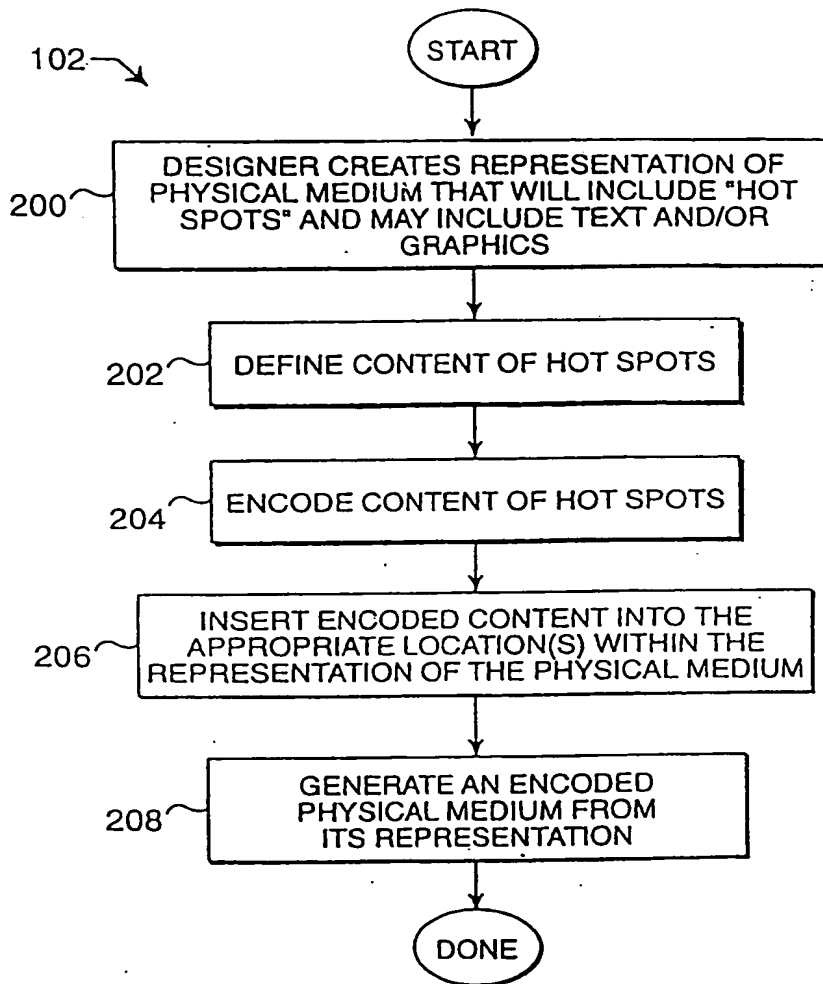 102
START
200
DESIGNER CREATES REPRESENTATION OF
PHYSICAL MEDIUM THAT WILL INCLUDE "HOT
SPOTS" AND MAY INCLUDE TEXT AND/OR
GRAPHICS
202
DEFINE CONTENT OF HOT SPOTS
204
ENCODE CONTENT OF HOT SPOTS
206
INSERT ENCODED CONTENT INTO THE
APPROPRIATE LOCATION(S) WITHIN THE
REPRESENTATION OF THE PHYSICAL MEDIUM
208
GENERATE AN ENCODED
PHYSICAL MEDIUM FROM
ITS REPRESENTATION
DONE